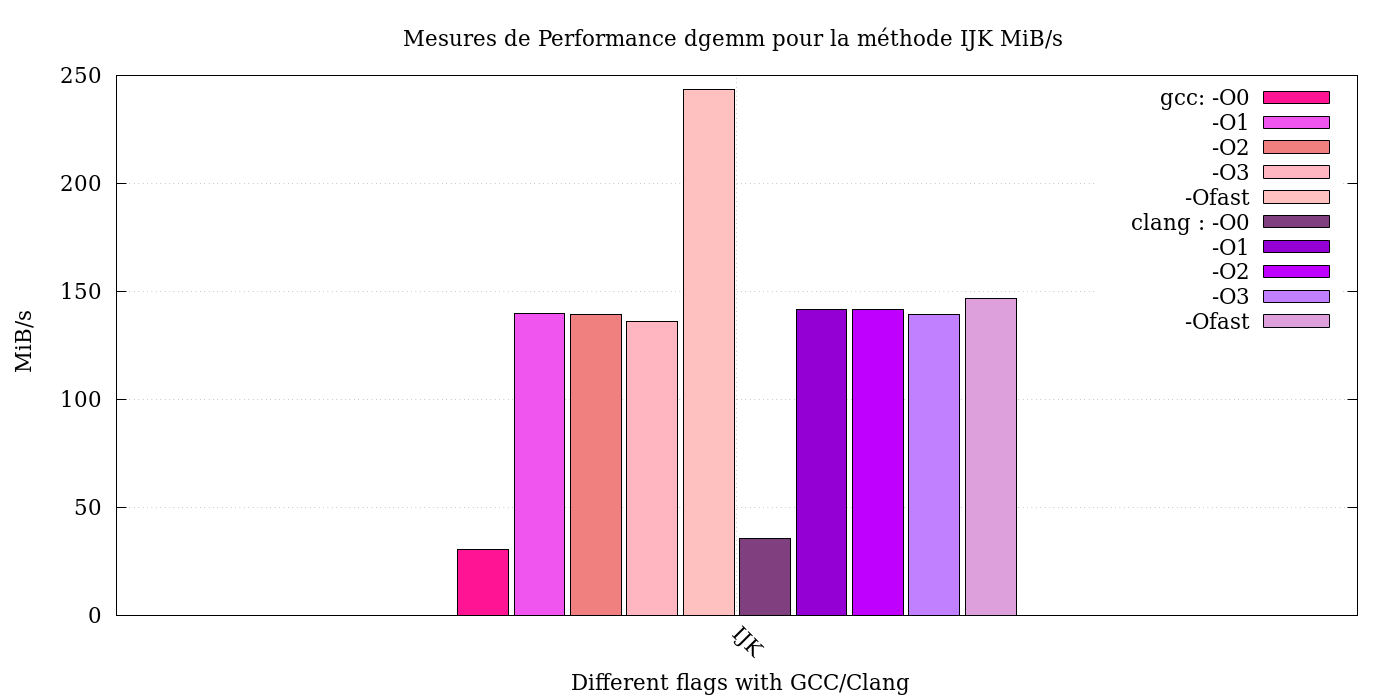 Mesures de Performance dgemm pour la méthode IJK MiB/s
250
200
150
100
50
0
MiB/s
gcc: -O0
-O1
-O2
-O3
-Ofast
clang : -O0
-O1
-O2
-O3
-Ofast
IJK
Different flags with GCC/Clang